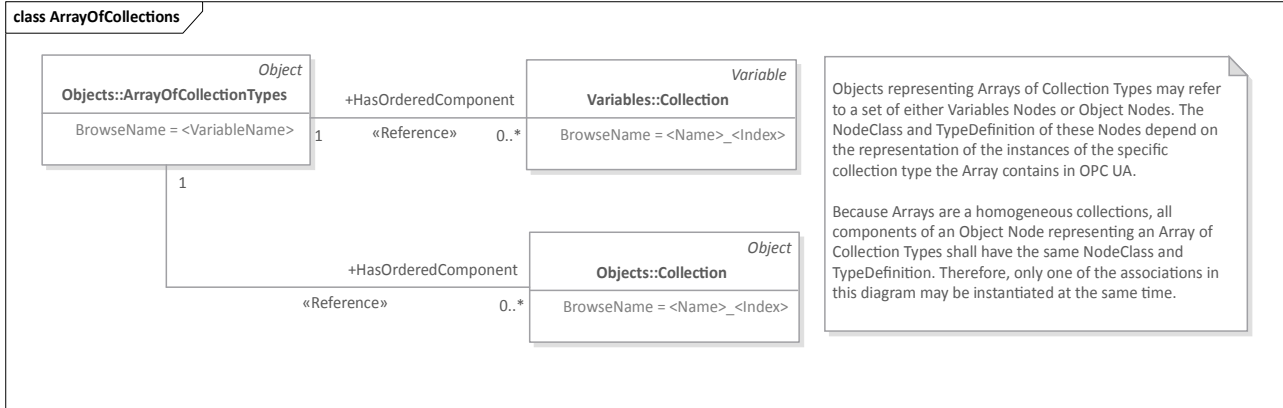 class ArrayOfCollections
Object
Objects::ArrayOfCollectionTypes
BrowseName = <VariableName>
+HasOrderedComponent
1
«Reference»
0..*
Variable
Variables::Collection
BrowseName = <Name>_<Index>
1
+HasOrderedComponent
«Reference»
0..*
Object
Objects::Collection
BrowseName = <Name>_<Index>
Objects representing Arrays of Collection Types may refer
to a set of either Variables Nodes or Object Nodes. The
NodeClass and TypeDefinition of these Nodes depend on
the representation of the instances of the specific
collection type the Array contains in OPC UA.
Because Arrays are a homogeneous collections, all
components of an Object Node representing an Array of
Collection Types shall have the same NodeClass and
TypeDefinition. Therefore, only one of the associations in
this diagram may be instantiated at the same time.